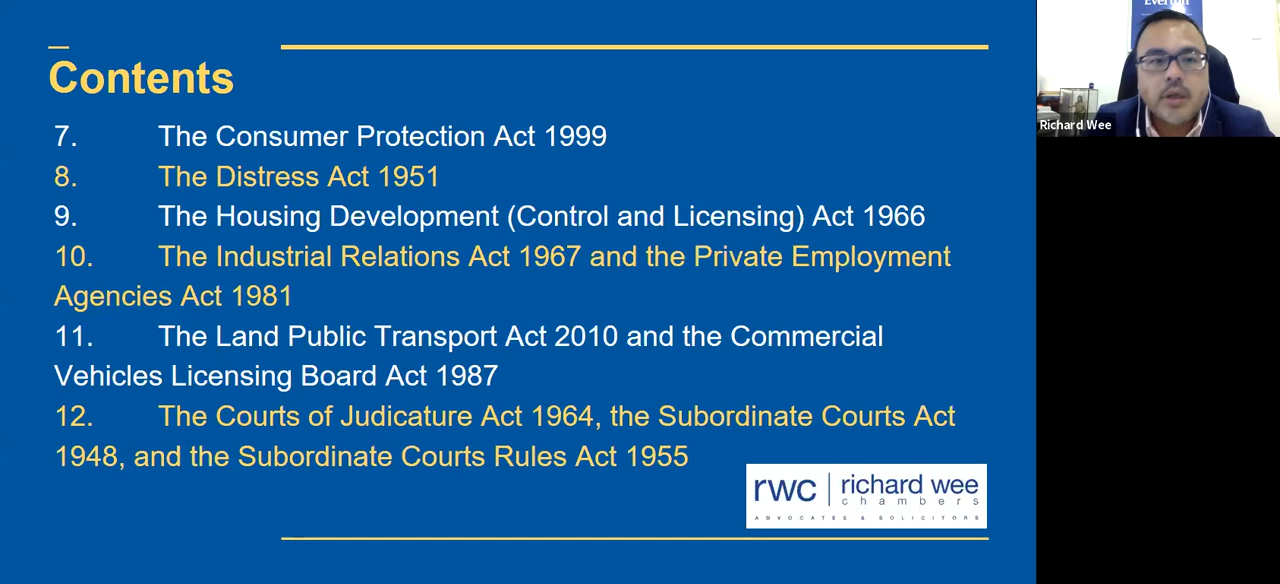 Contents
7. The Consumer Protection Act 1999
8. The Distress Act 1951
9. The Housing Development (Control and Licensing) Act 1966
10. The Industrial Relations Act 1967 and the Private Employment
Agencies Act 1981
11. The Land Public Transport Act 2010 and the Commercial
Vehicles Licensing Board Act 1987
12. The Courts of Judicature Act 1964, the Subordinate Courts Act
1948, and the Subordinate Courts Rules Act 1955
rwc richard wee
chambers
ADVOCATES & SOLICITORS
Everton
Richard Wee